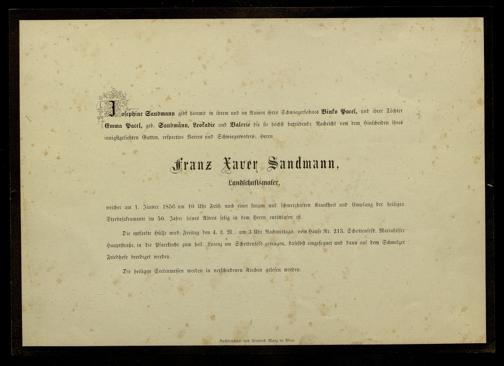 Josephine Sandmann gibt hiemit in ihrem und im Namen ihres Schwiegersohnes Vinko Pacel, und ihrer Töchter
Emma Pacel, geb. Sandmann, Leokadie und Valerie die so höchst betrübende Nachricht von dem Hinscheiden ihres
innigstgeliebten Gatten, respective Vaters und Schwiegervaters, Herrn
Franz Xaver Sandmann,
Landschaftsmaler,
welcher am 1. Jänner 1856 um 10 Uhr Früh nach einer langen und schmerzhaften Krankheit und Empfang der heiligen
Sterbesakramente im 50. Jahre seines Alters selig in dem Herrn entschlafen ist.
Die entseelte Hülle wird Freitag den 4. d. M., um 3 Uhr Nachmittags, vom Hause Nr. 213, Schottenfeld, Mariahilfer
Hauptstraße, in die Pfarrkirche zum heil. Lorenz am Schottenfeld getragen, daselbst eingesegnet und dann auf dem Schmelzer
Friedhofe beerdiget werden.
Die heiligen Seelenmessen werden in verschiedenen Kirchen gelesen werden.
in Wien